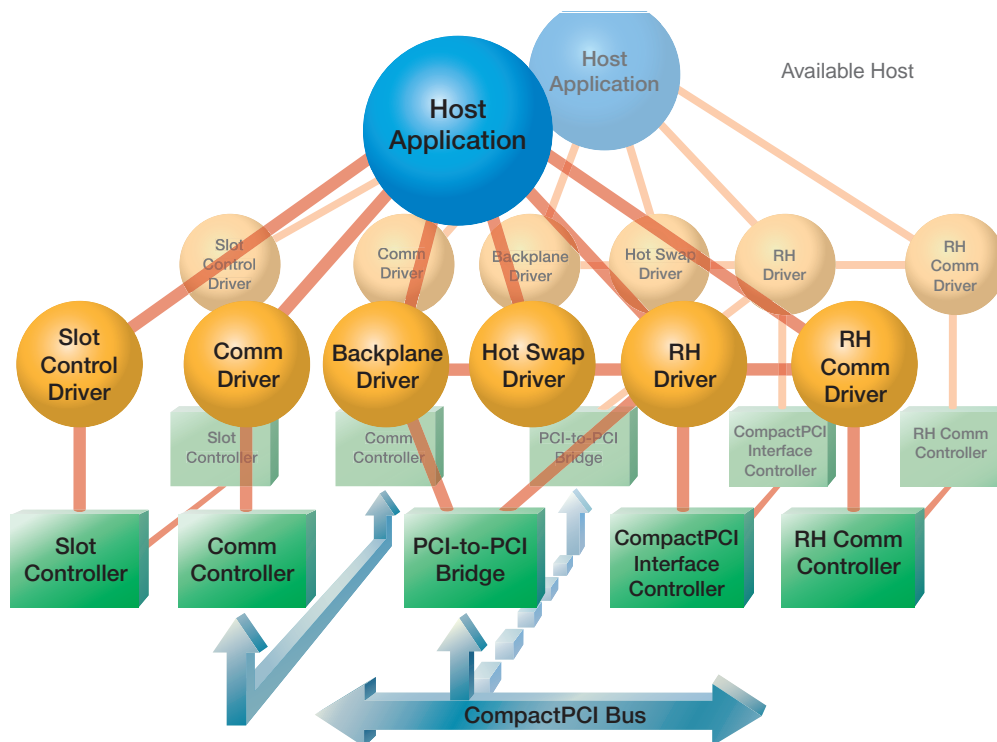 Host
Application
Available Host
Host
Application
Slot
Control
Driver
Comm
Driver
Backplane
Driver
Hot Swap
Driver
RH
Driver
RH
Comm
Driver
Slot
Control
Driver
Comm
Driver
Backplane
Driver
Hot Swap
Driver
RH
Driver
RH
Comm
Driver
Slot
Controller
Comm
Controller
PCI-to-PCI
Bridge
CompactPCI
Interface
Controller
RH Comm
Controller
Slot
Controller
Comm
Controller
PCI-to-PCI
Bridge
CompactPCI
Interface
Controller
RH Comm
Controller
CompactPCI Bus